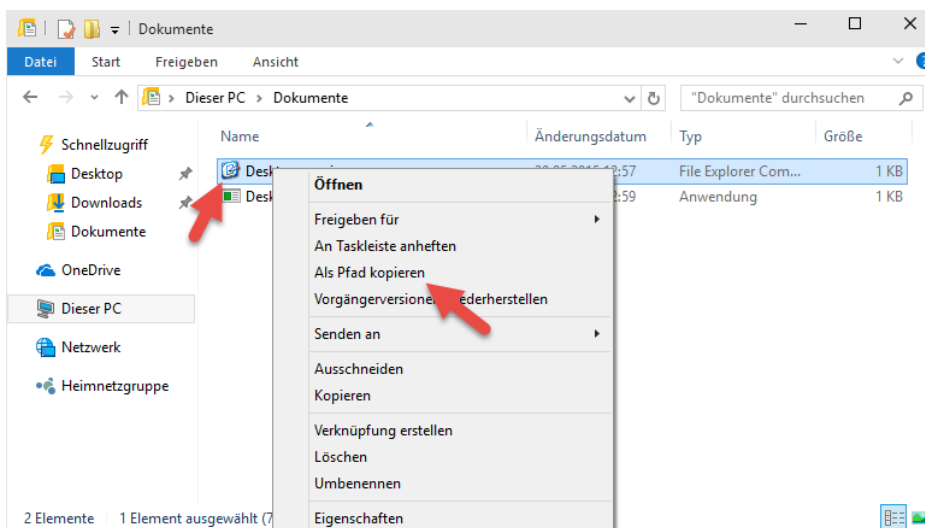 Dokumente
Datei Start Freigeben Ansicht
Dieser PC > Dokumente "Dokumente" durchsuchen
Name Änderungsdatum Typ Größe
Schnellzugriff
Desktop
Downloads
Dokumente
OneDrive
Dieser PC
Netzwerk
Heimnetzgruppe
File Explorer Com... 1 KB
Anwendung 1 KB
Öffnen
Freigeben für
An Taskleiste anheften
Als Pfad kopieren
Senden an
Ausschneiden
Kopieren
Verknüpfung erstellen
Löschen
Umbenennen
Eigenschaften
2 Elemente 1 Element ausgewählt